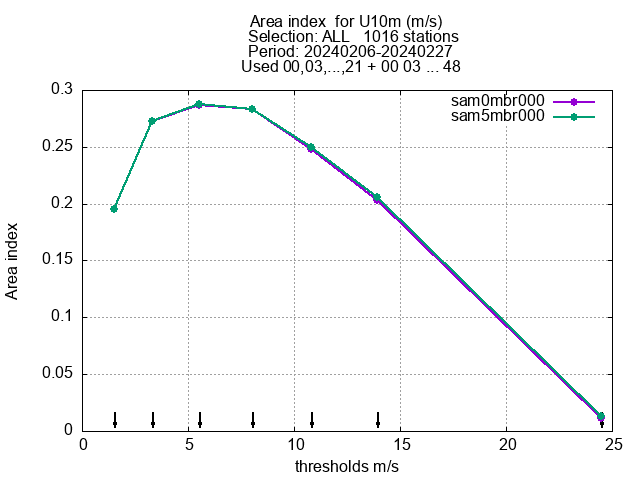 Area index  for U10m (m/s)
Selection: ALL   1016 stations
Period: 20240206-20240227
Used 00,03,...,21 + 00 03 ... 48
sam0mbr000
sam5mbr000
0.3
0.25
0.2
0.15
0.1
0.05
0
Area index
0 5 10 15 20 25
thresholds m/s